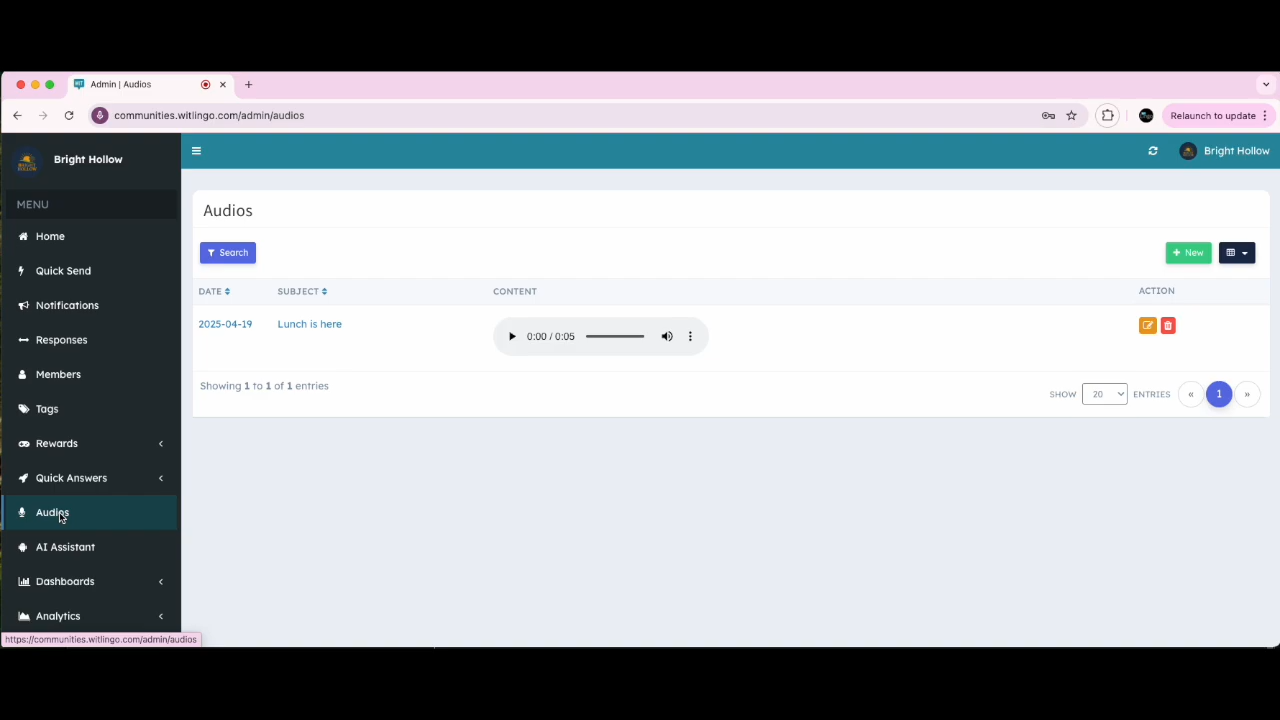 Admin | Audios
communities.witlingo.com/admin/audios
Relaunch to update
Bright Hollow
Bright Hollow
MENU
Home
Quick Send
Notifications
Responses
Members
Tags
Rewards
Quick Answers
Audios
AI Assistant
Dashboards
Analytics
https://communities.witlingo.com/admin/audios
Audios
Search
New
DATE SUBJECT CONTENT ACTION
2025-04-19 Lunch is here 0:00 / 0:05
Showing 1 to 1 of 1 entries
SHOW 20 ENTRIES « 1 »